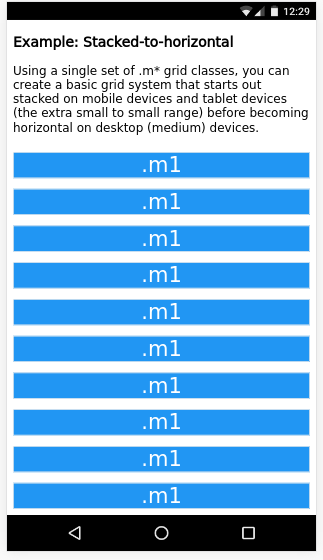 12:29
Example: Stacked-to-horizontal
Using a single set of .m* grid classes, you can
create a basic grid system that starts out
stacked on mobile devices and tablet devices
(the extra small to small range) before becoming
horizontal on desktop (medium) devices.
.m1
.m1
.m1
.m1
.m1
.m1
.m1
.m1
.m1
.m1